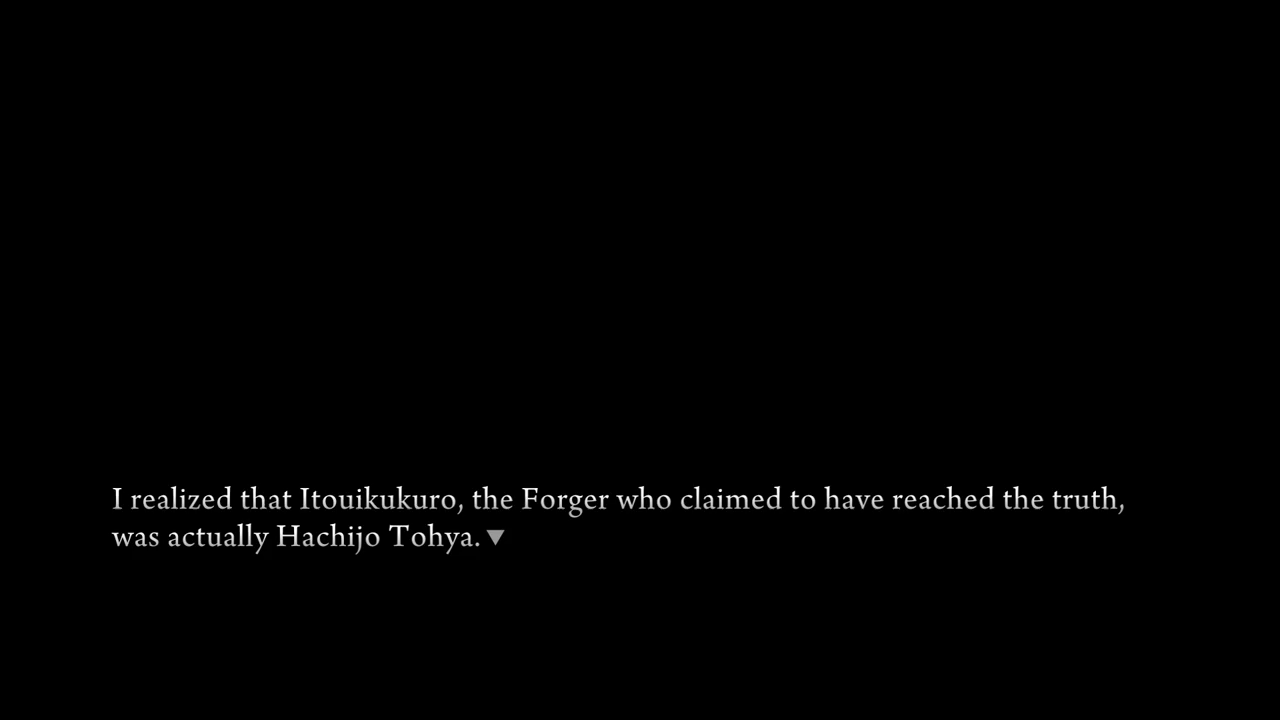 I realized that Itouikukuro, the Forger who claimed to have reached the truth,
was actually Hachijo Tohya.